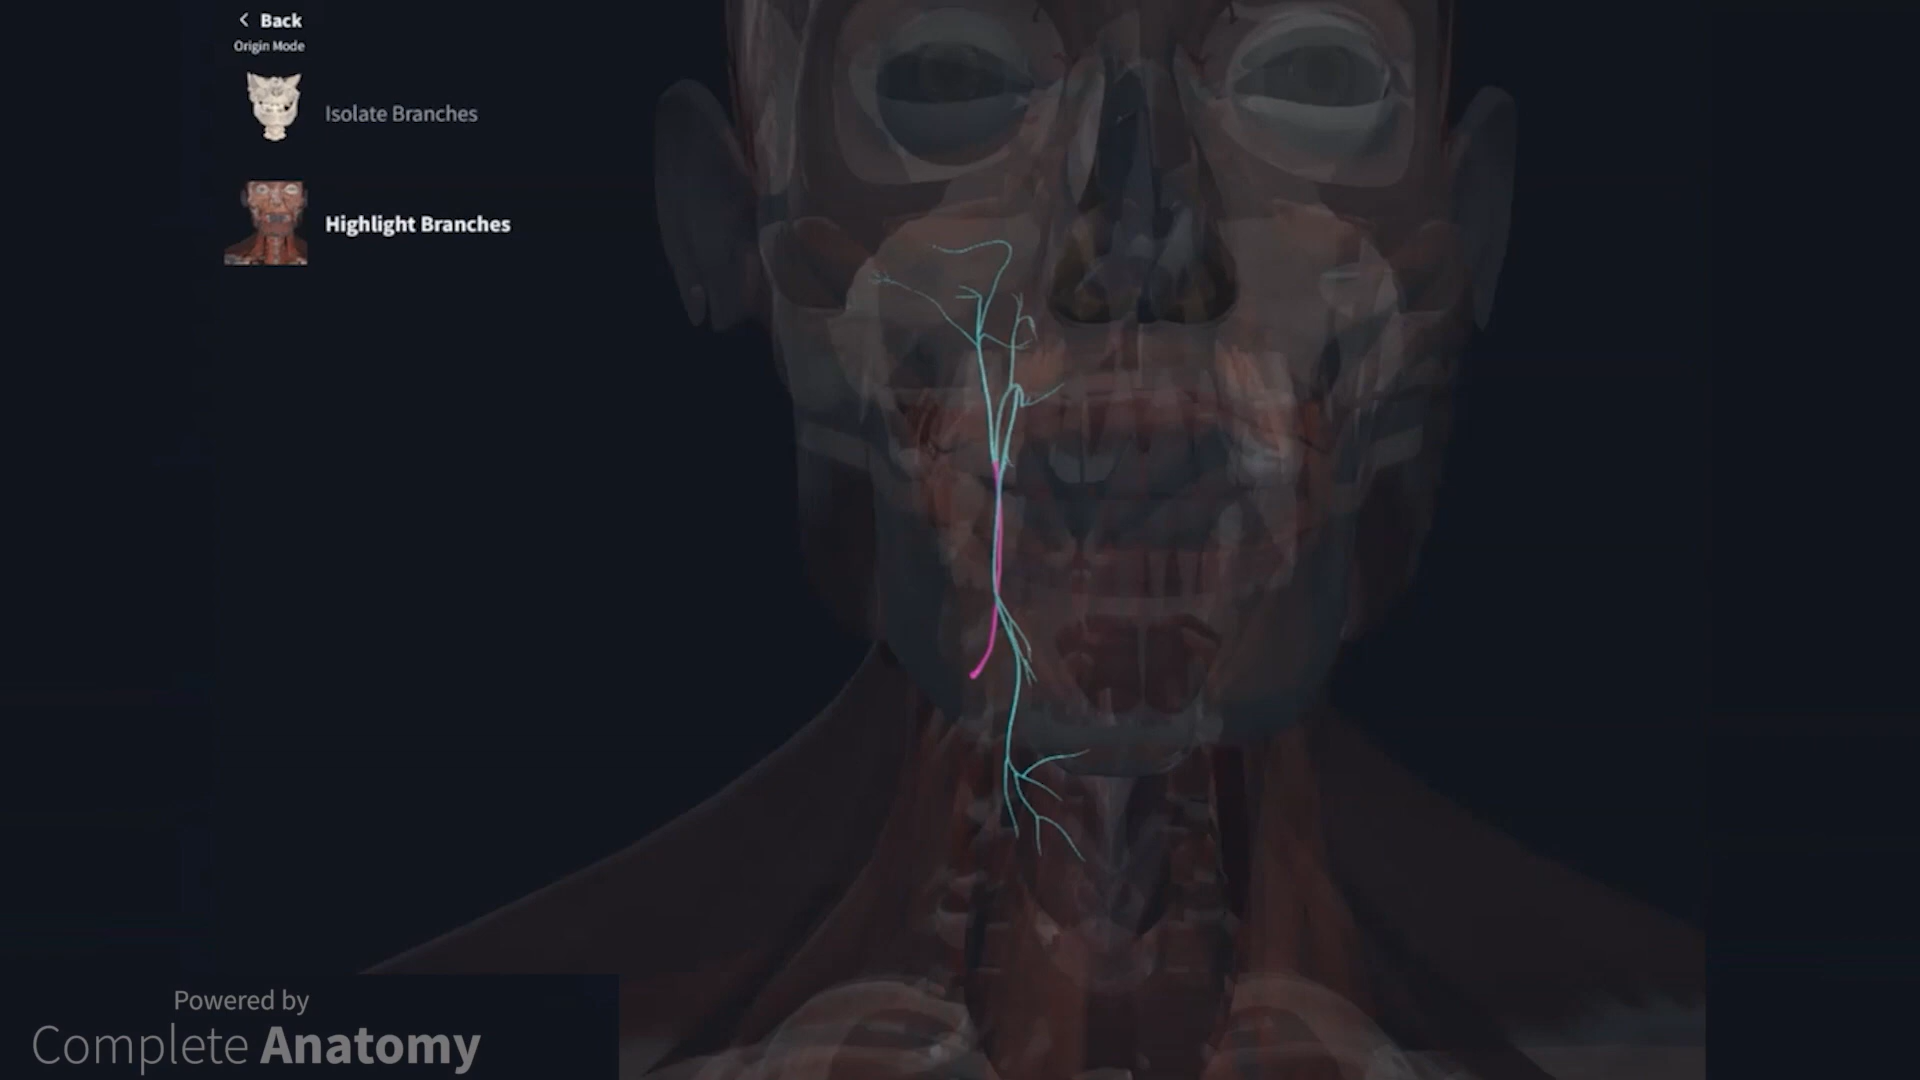 Back
Origin Mode
Isolate Branches
Highlight Branches
Powered by
Complete Anatomy